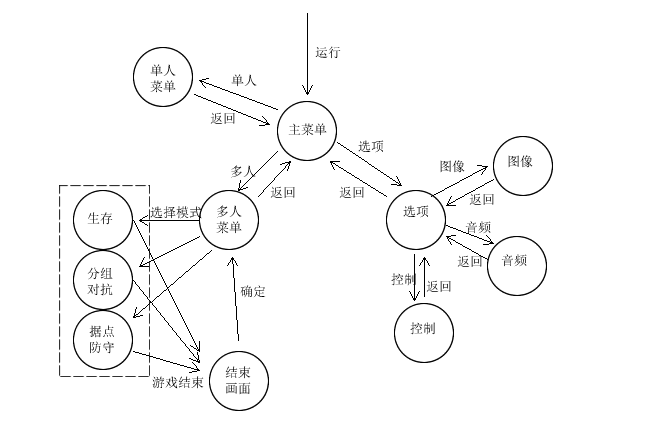 运行
单人
菜单
单人
返回
主菜单
选项
多人
返回
返回
图像
图像
返回
生存
选择模式
多人
菜单
选项
音频
返回
音频
分组
对抗
控制
返回
确定
据点
防守
控制
游戏结束
结束
画面